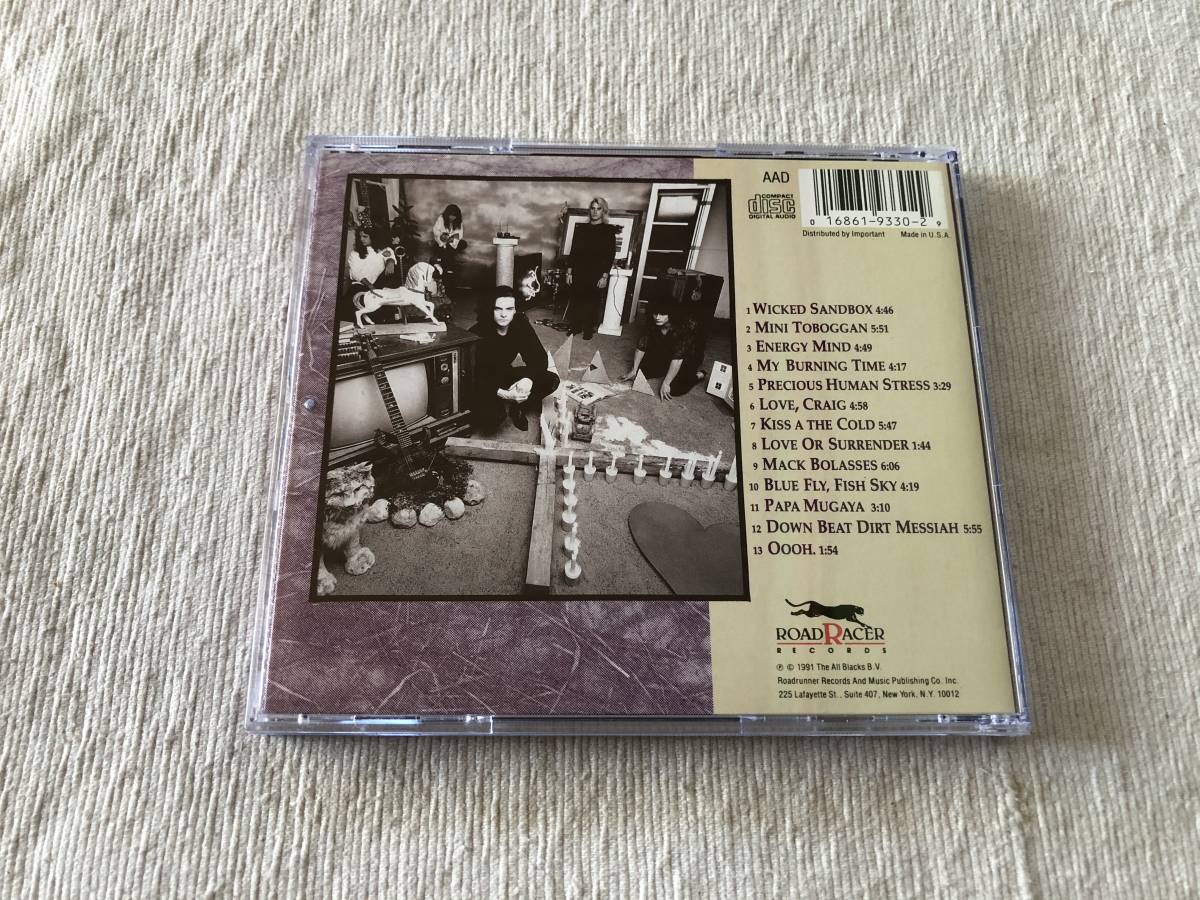 AAD
COMPACT
disc
DIGITAL AUDIO
0 16861-9330-2 9
Distributed by Important Made in U.S.A.
1 WICKED SANDBOX 4:46
2 MINI TOBOGGAN 5:51
3 ENERGY MIND 4:49
4 MY BURNING TIME 4:17
5 PRECIOUS HUMAN STRESS 3:29
6 LOVE, CRAIG 4:58
7 KISS A THE COLD 5:47
8 LOVE OR SURRENDER 1:44
9 MACK BOLASSES 6:06
10 BLUE FLY, FISH SKY 4:19
11 PAPA MUGAYA 3:10
12 DOWN BEAT DIRT MESSIAH 5:55
13 OOOH. 1:54
ROADRACER
RECORDS
℗ © 1991 The All Blacks B.V.
Roadrunner Records And Music Publishing Co. Inc.
225 Lafayette St., Suite 407, New York, N.Y. 10012